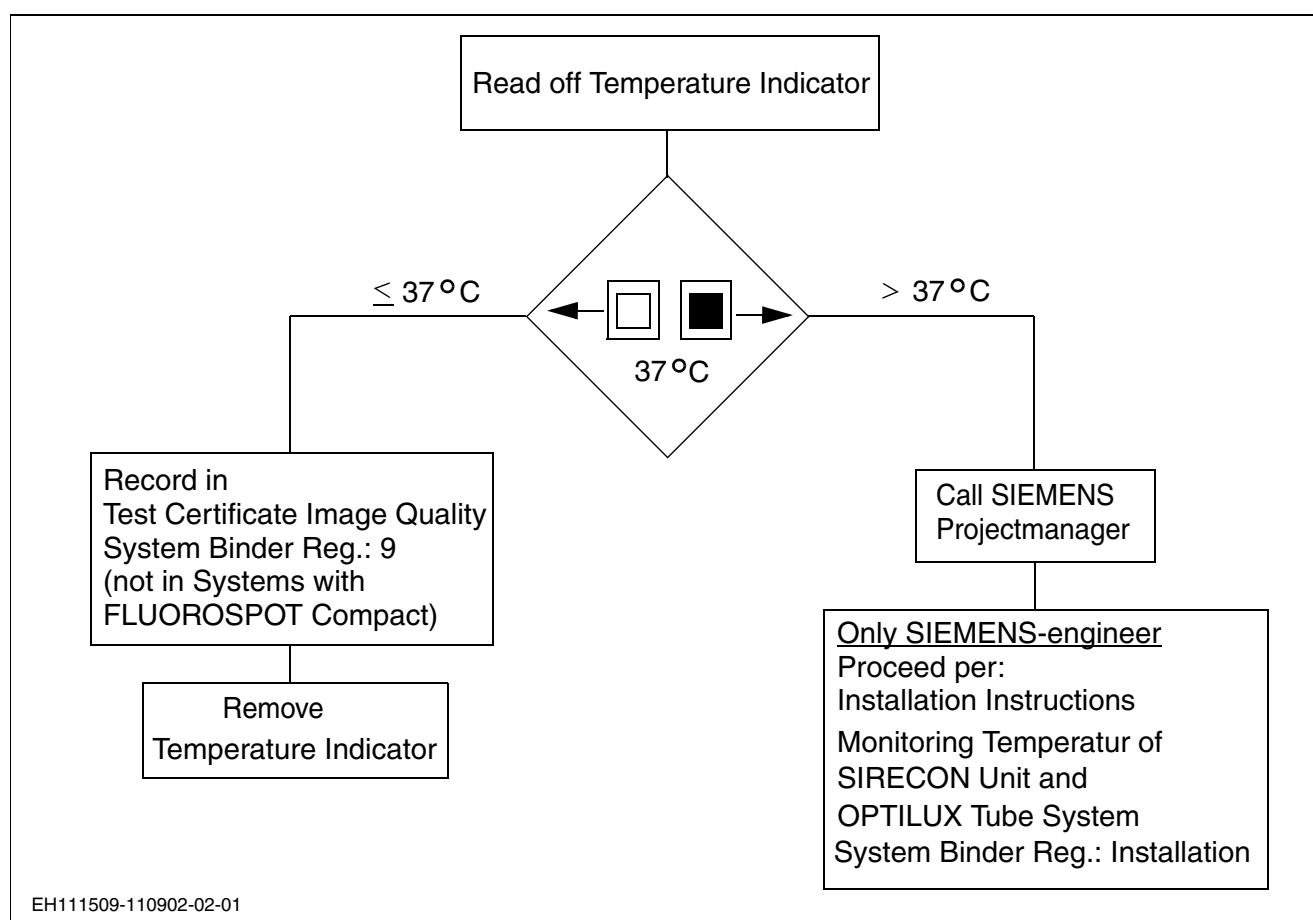 Read off Temperature Indicator
≤ 37°C
> 37°C
37°C
Record in
Test Certificate Image Quality
System Binder Reg.: 9
(not in Systems with
FLUOROSPOT Compact)
Remove
Temperature Indicator
Call SIEMENS
Projectmanager
Only SIEMENS-engineer
Proceed per:
Installation Instructions
Monitoring Temperatur of
SIRECON Unit and
OPTILUX Tube System
System Binder Reg.: Installation
EH111509-110902-02-01